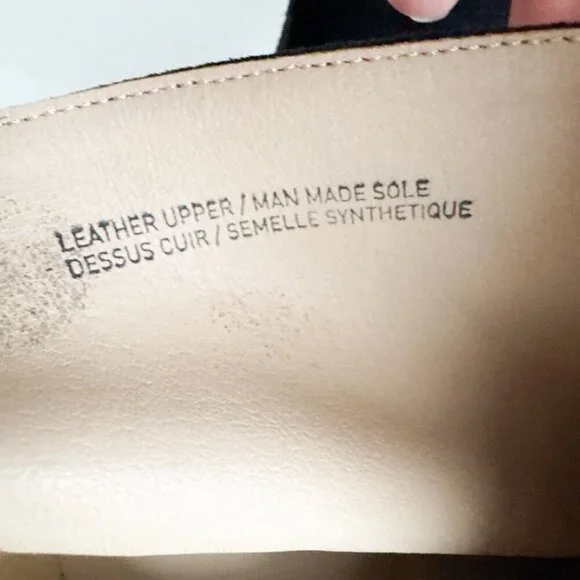 LEATHER UPPER / MAN MADE SOLE
DESSUS CUIR / SEMELLE SYNTHETIQUE